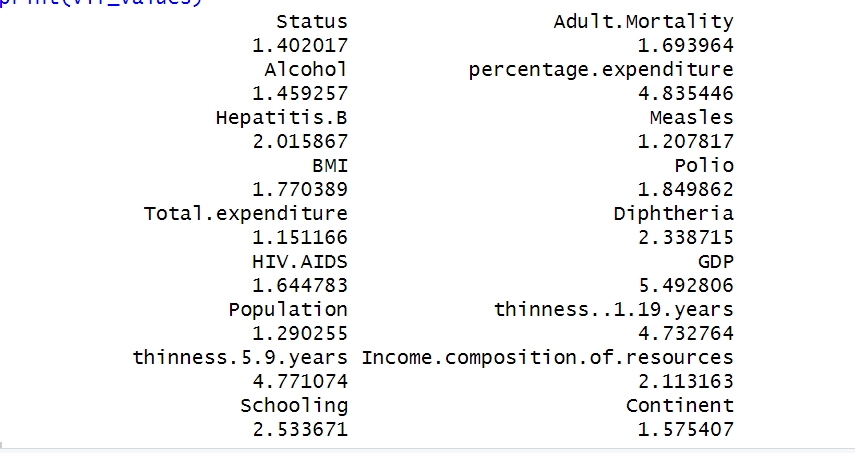 print(vif_values)
Status Adult.Mortality
1.402017 1.693964
Alcohol percentage.expenditure
1.459257 4.835446
Hepatitis.B Measles
2.015867 1.207817
BMI Polio
1.770389 1.849862
Total.expenditure Diphtheria
1.151166 2.338715
HIV.AIDS GDP
1.644783 5.492806
Population thinness..1.19.years
1.290255 4.732764
thinness.5.9.years Income.composition.of.resources
4.771074 2.113163
Schooling Continent
2.533671 1.575407